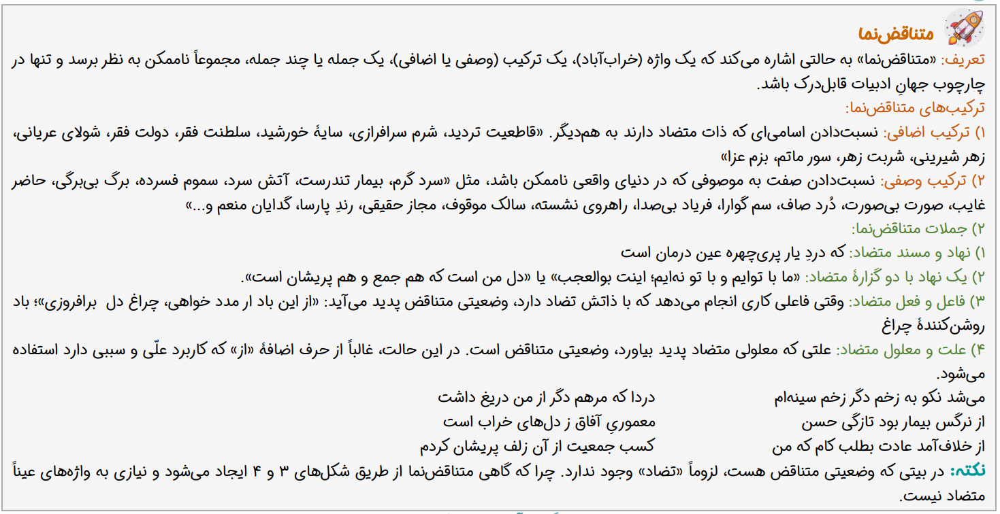 متناقض‌نما
تعریف: «متناقض‌نما» به حالتی اشاره می‌کند که یک واژه (خراب‌آباد)، یک ترکیب (وصفی یا اضافی)، یک جمله یا چند جمله، مجموعاً ناممکن به نظر برسد و تنها در
چارچوب جهانِ ادبیات قابل‌درک باشد.
ترکیب‌های متناقض‌نما:
۱) ترکیب اضافی: نسبت‌دادن اسامی‌ای که ذات متضاد دارند به هم‌دیگر. «قاطعیت تردید، شرم سرافرازی، سایهٔ خورشید، سلطنت فقر، دولت فقر، شولای عریانی،
زهر شیرینی، شربت زهر، سور ماتم، بزم عزا»
۲) ترکیب وصفی: نسبت‌دادن صفت به موصوفی که در دنیای واقعی ناممکن باشد، مثل «سرد گرم، بیمار تندرست، آتش سرد، سموم فسرده، برگ بی‌برگی، حاضر
غایب، صورت بی‌صورت، دُرد صاف، سم گوارا، فریاد بی‌صدا، راهروی نشسته، سالک موقوف، مجاز حقیقی، رندِ پارسا، گدایان منعم و...»
۲) جملات متناقض‌نما:
۱) نهاد و مسند متضاد: که دردِ یار پری‌چهره عین درمان است
۲) یک نهاد با دو گزارهٔ متضاد: «ما با توایم و با تو نه‌ایم؛ اینت بوالعجب» یا «دل من است که هم جمع و هم پریشان است».
۳) فاعل و فعل متضاد: وقتی فاعلی کاری انجام می‌دهد که با ذاتش تضاد دارد، وضعیتی متناقض پدید می‌آید: «از این باد ار مدد خواهی، چراغ دل برافروزی»؛ باد
روشن‌کنندهٔ چراغ
۴) علت و معلول متضاد: علتی که معلولی متضاد پدید بیاورد، وضعیتی متناقض است. در این حالت، غالباً از حرف اضافهٔ «از» که کاربرد علّی و سببی دارد استفاده
می‌شود.
می‌شد نکو به زخم دگر زخم سینه‌ام دردا که مرهم دگر از من دریغ داشت
از نرگس بیمار بود تازگی حسن معموریِ آفاق ز دل‌های خراب است
از خلاف‌آمد عادت بطلب کام که من کسب جمعیت از آن زلف پریشان کردم
نکته: در بیتی که وضعیتی متناقض هست، لزوماً «تضاد» وجود ندارد. چرا که گاهی متناقض‌نما از طریق شکل‌های ۳ و ۴ ایجاد می‌شود و نیازی به واژه‌های عیناً
متضاد نیست.